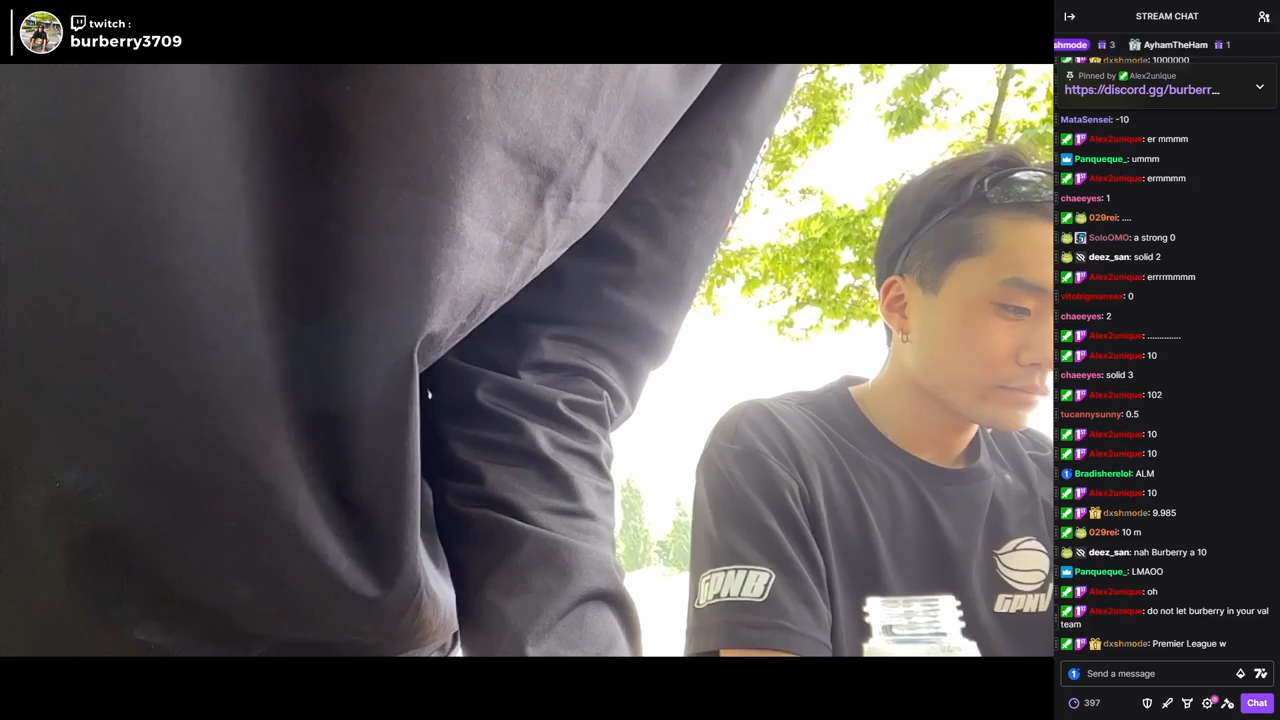 twitch :
burberry3709
GPNB
GPNV
STREAM CHAT
shmode 3 AyhamTheHam 1
dxshmode: 1000000
Pinned by Alex2unique
https://discord.gg/burberr...
MataSensei: -10
Alex2unique: er mmmm
Panqueque_: ummm
Alex2unique: ermmmm
chaeeyes: 1
029rei: ....
SoloOMO: a strong 0
deez_san: solid 2
Alex2unique: errrmmmm
vitobigmanses: 0
chaeeyes: 2
Alex2unique: ..............
Alex2unique: 10
chaeeyes: solid 3
Alex2unique: 102
tucannysunny: 0.5
Alex2unique: 10
Alex2unique: 10
Bradisherelol: ALM
Alex2unique: 10
dxshmode: 9.985
029rei: 10 m
deez_san: nah Burberry a 10
Panqueque_: LMAOO
Alex2unique: oh
Alex2unique: do not let burberry in your val
team
dxshmode: Premier League w
Send a message
397
Chat